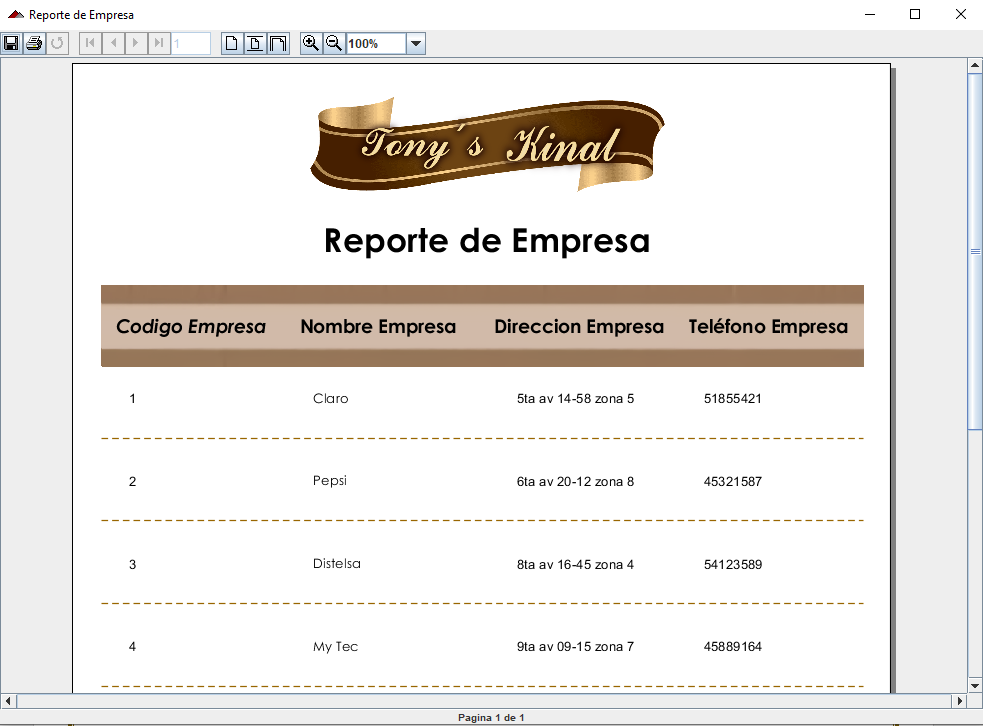 Reporte de Empresa
1
100%
Tony´s Kinal
Reporte de Empresa
Codigo Empresa Nombre Empresa Direccion Empresa Teléfono Empresa
1 Claro 5ta av 14-58 zona 5 51855421
2 Pepsi 6ta av 20-12 zona 8 45321587
3 Distelsa 8ta av 16-45 zona 4 54123589
4 My Tec 9ta av 09-15 zona 7 45889164
Pagina 1 de 1